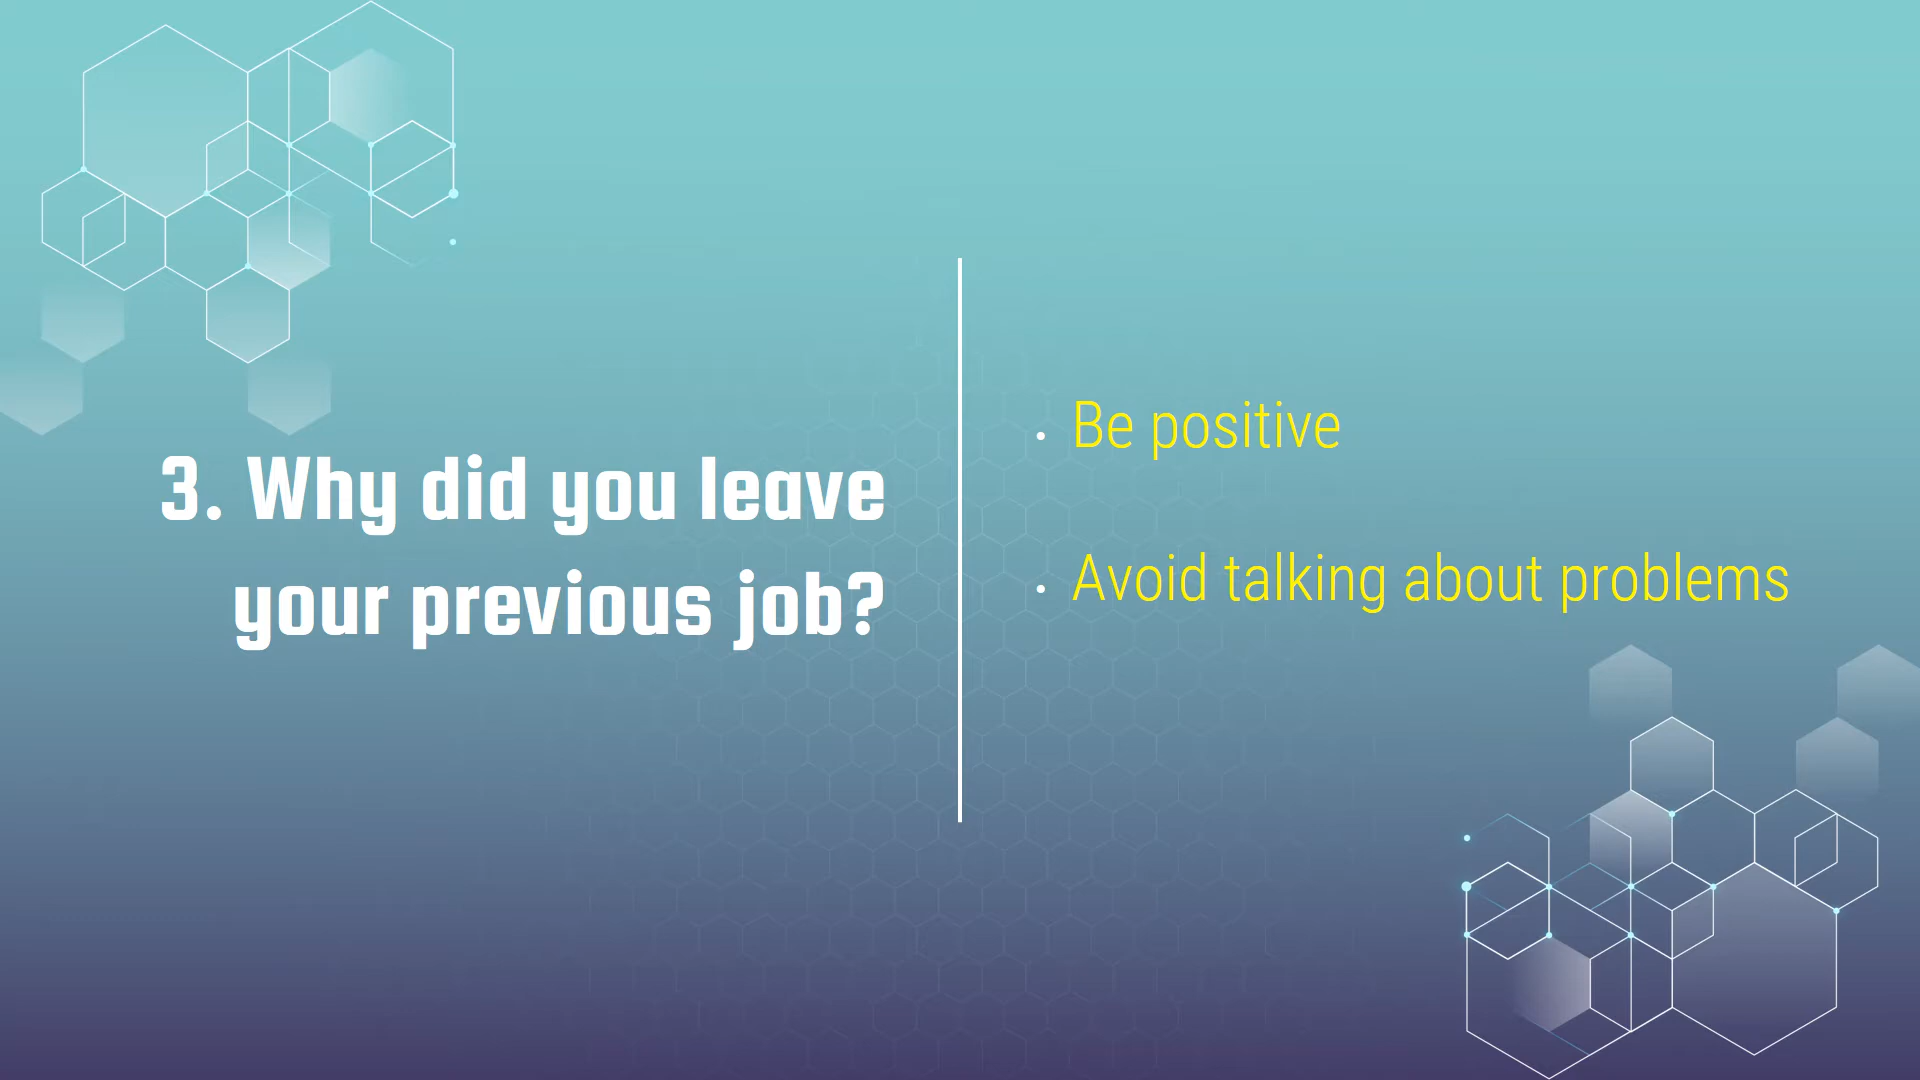 3. Why did you leave
your previous job?
• Be positive
• Avoid talking about problems